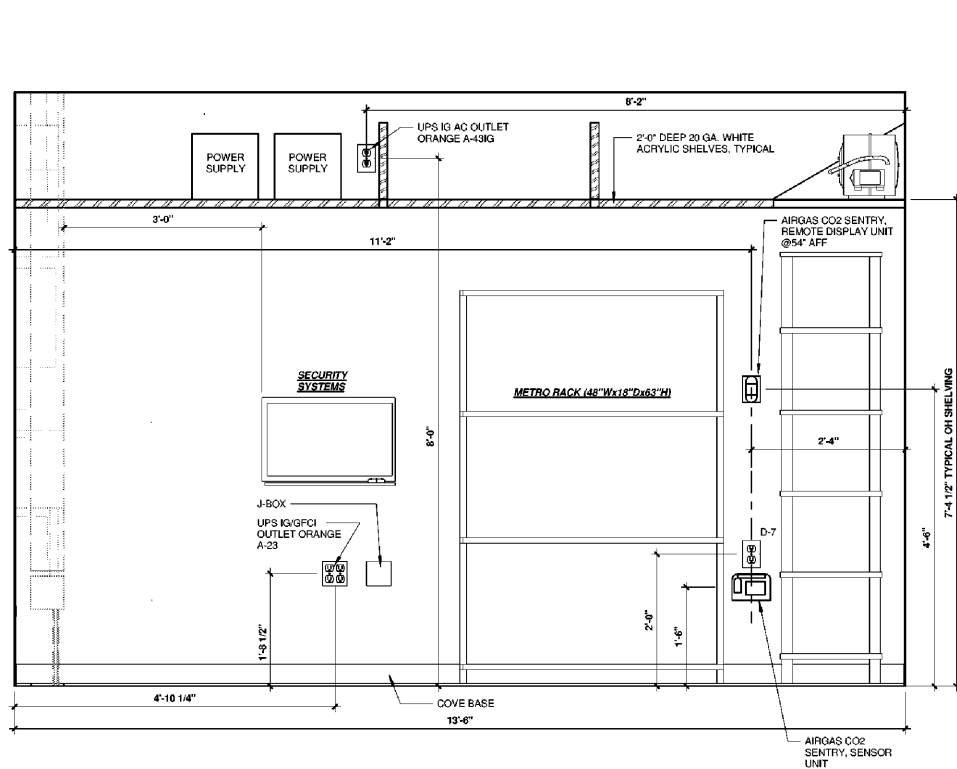 8'-2"
UPS IG AC OUTLET
ORANGE A-43IG
2'-0" DEEP 20 GA. WHITE
ACRYLIC SHELVES, TYPICAL
POWER
SUPPLY
POWER
SUPPLY
3'-0"
AIRGAS CO2 SENTRY,
REMOTE DISPLAY UNIT
@54" AFF
11'-2"
SECURITY
SYSTEMS
METRO RACK (48"Wx18"Dx63"H)
8'-0"
2'-4"
7'-4 1/2" TYPICAL OH SHELVING
J-BOX
UPS IG/GFCI
OUTLET ORANGE
A-23
D-7
4'-6"
1'-8 1/2"
2'-0"
1'-6"
4'-10 1/4"
COVE BASE
13'-6"
AIRGAS CO2
SENTRY, SENSOR
UNIT